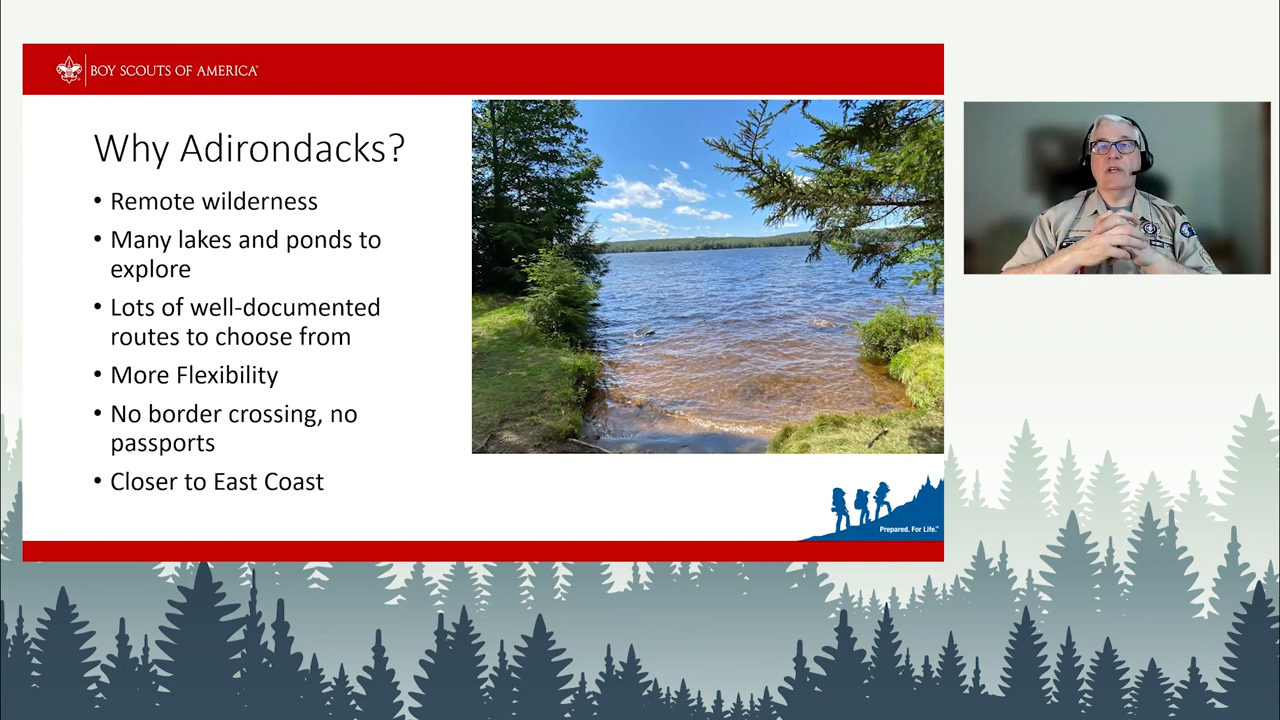 BOY SCOUTS OF AMERICA®
Why Adirondacks?
• Remote wilderness
• Many lakes and ponds to
explore
• Lots of well-documented
routes to choose from
• More Flexibility
• No border crossing, no
passports
• Closer to East Coast
Prepared. For Life.™